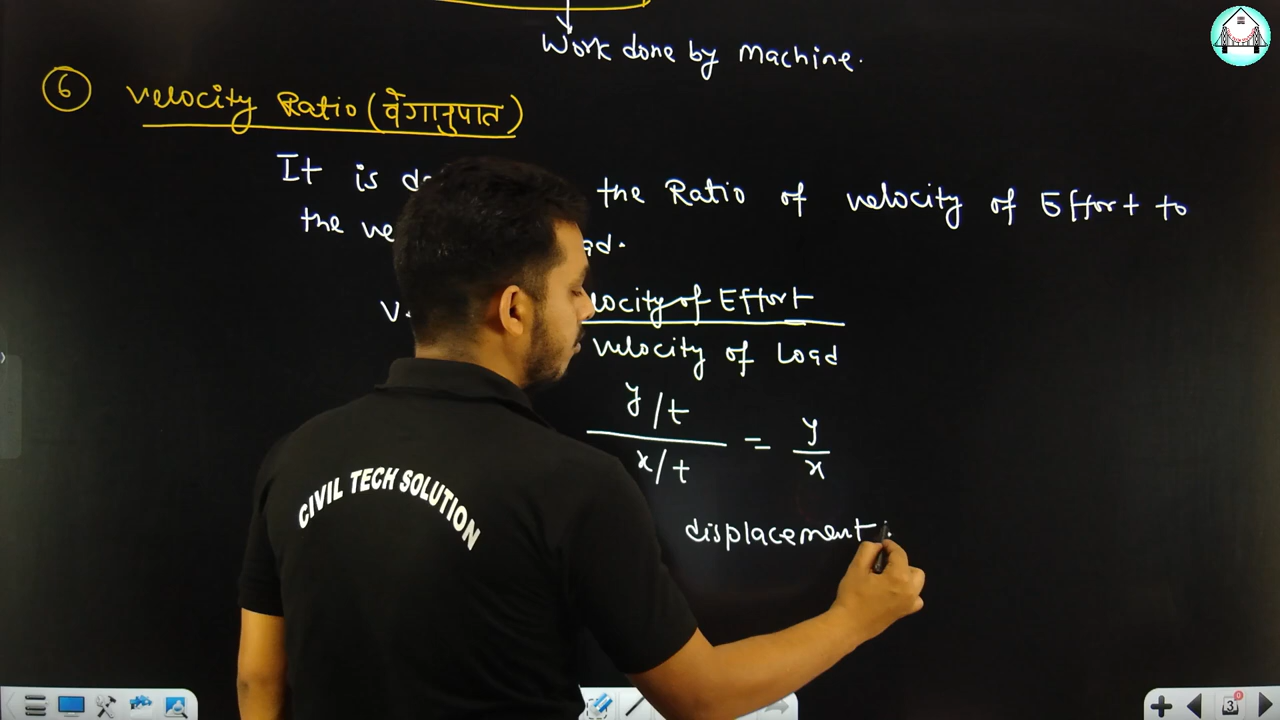 Work done by Machine.
6 Velocity Ratio (वेगानुपात)
It is the Ratio of velocity of Effort to
the
of Effort
velocity of Load
y/t
x/t
= y
x
displacement
CIVIL TECH SOLUTION
3